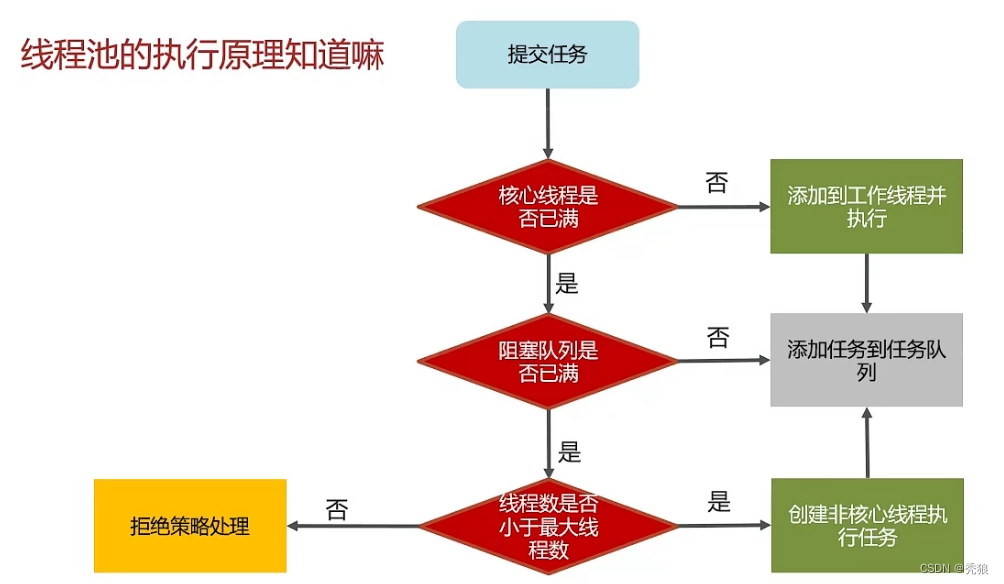 线程池的执行原理知道嘛
提交任务
核心线程是
否已满
否
添加到工作线程并
执行
是
阻塞队列是
否已满
否
添加任务到任务队
列
是
线程数是否
小于最大线
程数
否
拒绝策略处理
是
创建非核心线程执
行任务
CSDN @秃狼